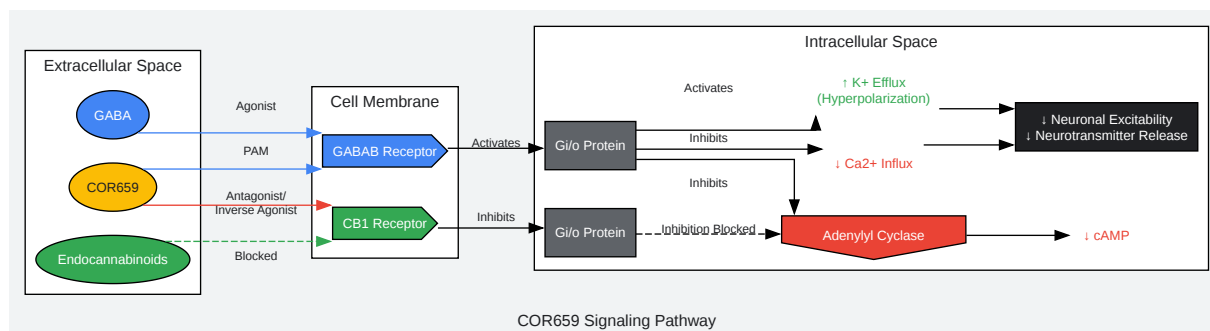 Extracellular Space
GABA
COR659
Endocannabinoids
Agonist
PAM
Antagonist/
Inverse Agonist
Blocked
Cell Membrane
GABAB Receptor
CB1 Receptor
Activates
Inhibits
Intracellular Space
Gi/o Protein
Gi/o Protein
Activates
Inhibits
Inhibits
Inhibition Blocked
↑ K+ Efflux
(Hyperpolarization)
↓ Ca2+ Influx
Adenylyl Cyclase
↓ Neuronal Excitability
↓ Neurotransmitter Release
↓ cAMP
COR659 Signaling Pathway